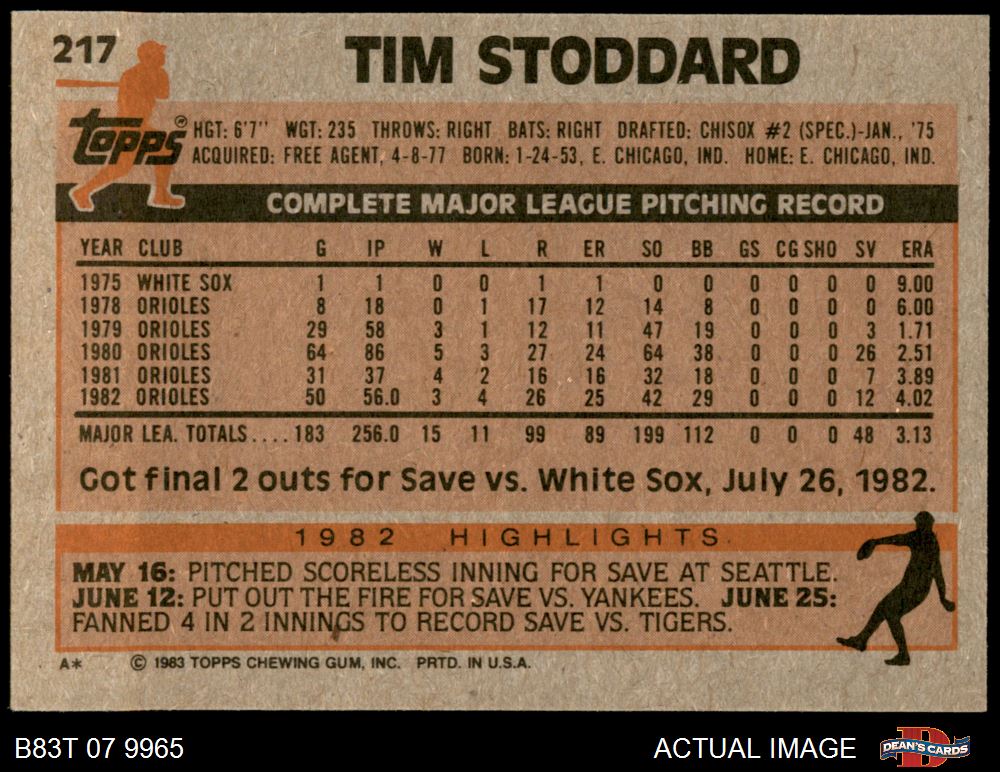 217
TIM STODDARD
Topps®
HGT: 6'7" WGT: 235 THROWS: RIGHT BATS: RIGHT DRAFTED: CHISOX #2 (SPEC.)-JAN., '75
ACQUIRED: FREE AGENT, 4-8-77 BORN: 1-24-53, E. CHICAGO, IND. HOME: E. CHICAGO, IND.
COMPLETE MAJOR LEAGUE PITCHING RECORD
YEAR CLUB G IP W L R ER SO BB GS CG SHO SV ERA
1975 WHITE SOX 1 1 0 0 1 1 0 0 0 0 0 0 9.00
1978 ORIOLES 8 18 0 1 17 12 14 8 0 0 0 0 6.00
1979 ORIOLES 29 58 3 1 12 11 47 19 0 0 0 3 1.71
1980 ORIOLES 64 86 5 3 27 24 64 38 0 0 0 26 2.51
1981 ORIOLES 31 37 4 2 16 16 32 18 0 0 0 7 3.89
1982 ORIOLES 50 56.0 3 4 26 25 42 29 0 0 0 12 4.02
MAJOR LEA. TOTALS....183 256.0 15 11 99 89 199 112 0 0 0 48 3.13
Got final 2 outs for Save vs. White Sox, July 26, 1982.
1982 HIGHLIGHTS
MAY 16: PITCHED SCORELESS INNING FOR SAVE AT SEATTLE.
JUNE 12: PUT OUT THE FIRE FOR SAVE VS. YANKEES. JUNE 25:
FANNED 4 IN 2 INNINGS TO RECORD SAVE VS. TIGERS.
A* © 1983 TOPPS CHEWING GUM, INC. PRTD. IN U.S.A.
B83T 07 9965 ACTUAL IMAGE D DEAN'S CARDS